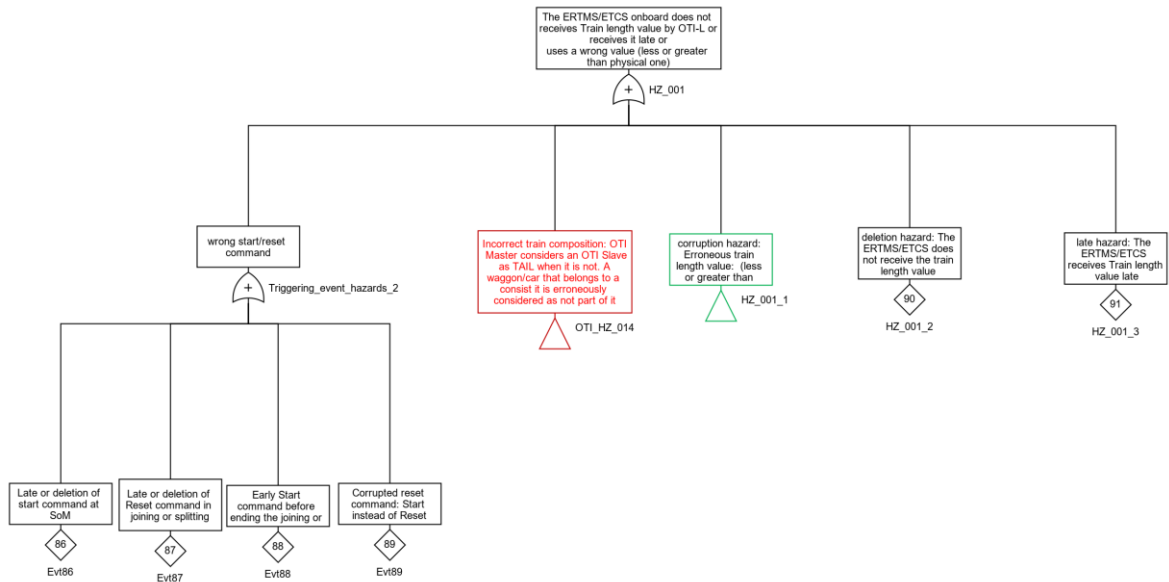 The ERTMS/ETCS onboard does not
receives Train length value by OTI-L or
receives it late or
uses a wrong value (less or greater
than physical one)
+
HZ_001
wrong start/reset
command
+
Triggering_event_hazards_2
Incorrect train composition: OTI
Master considers an OTI Slave
as TAIL when it is not. A
waggon/car that belongs to a
consist it is erroneously
considered as not part of it
OTI_HZ_014
corruption hazard:
Erroneous train
length value: (less
or greater than
HZ_001_1
deletion hazard: The
ERTMS/ETCS does
not receive the train
length value
90
HZ_001_2
late hazard: The
ERTMS/ETCS
receives Train length
value late
91
HZ_001_3
Late or deletion of
start command at
SoM
86
Evt86
Late or deletion of
Reset command in
joining or splitting
87
Evt87
Early Start
command before
ending the joining or
88
Evt88
Corrupted reset
command: Start
instead of Reset
89
Evt89